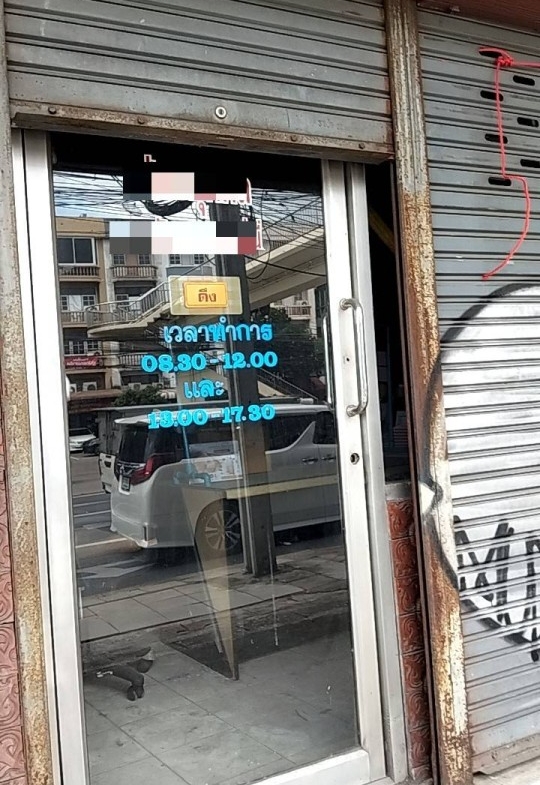 ดึง
เวลาทำการ
08.30 - 12.00
และ
13.00 - 17.30